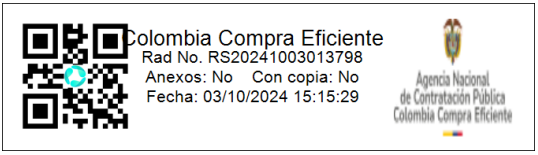 Colombia Compra Eficiente
Rad No. RS20241003013798
Anexos: No Con copia: No
Fecha: 03/10/2024 15:15:29
Agencia Nacional
de Contratación Pública
Colombia Compra Eficiente